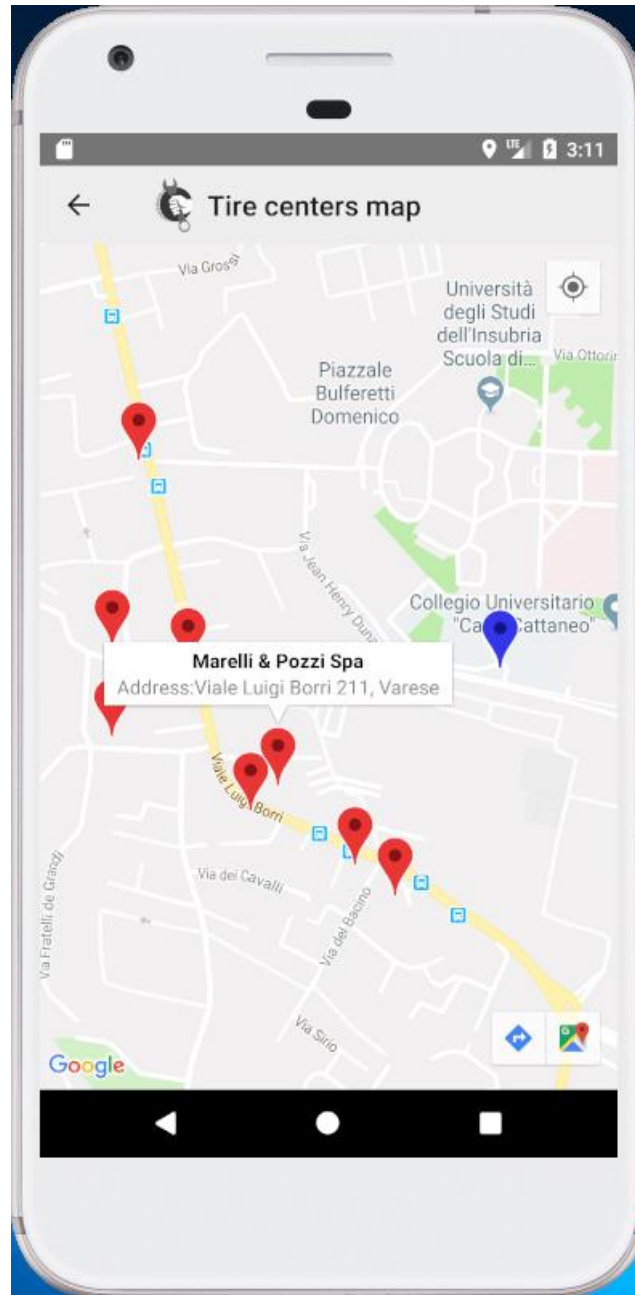 LTE 3:11
Tire centers map
Via Grossi
Università
degli Studi
dell'Insubria
Scuola di...
Via Ottorin
Piazzale
Bulferetti
Domenico
Via Jean Henry Duna
Collegio Universitario
"Ca Cattaneo"
Marelli & Pozzi Spa
Address:Viale Luigi Borri 211, Varese
Viale Luigi Borri
Via dei Cavalli
Via Fratelli de Grandi
Via del Bacino
Via Sirio
Google